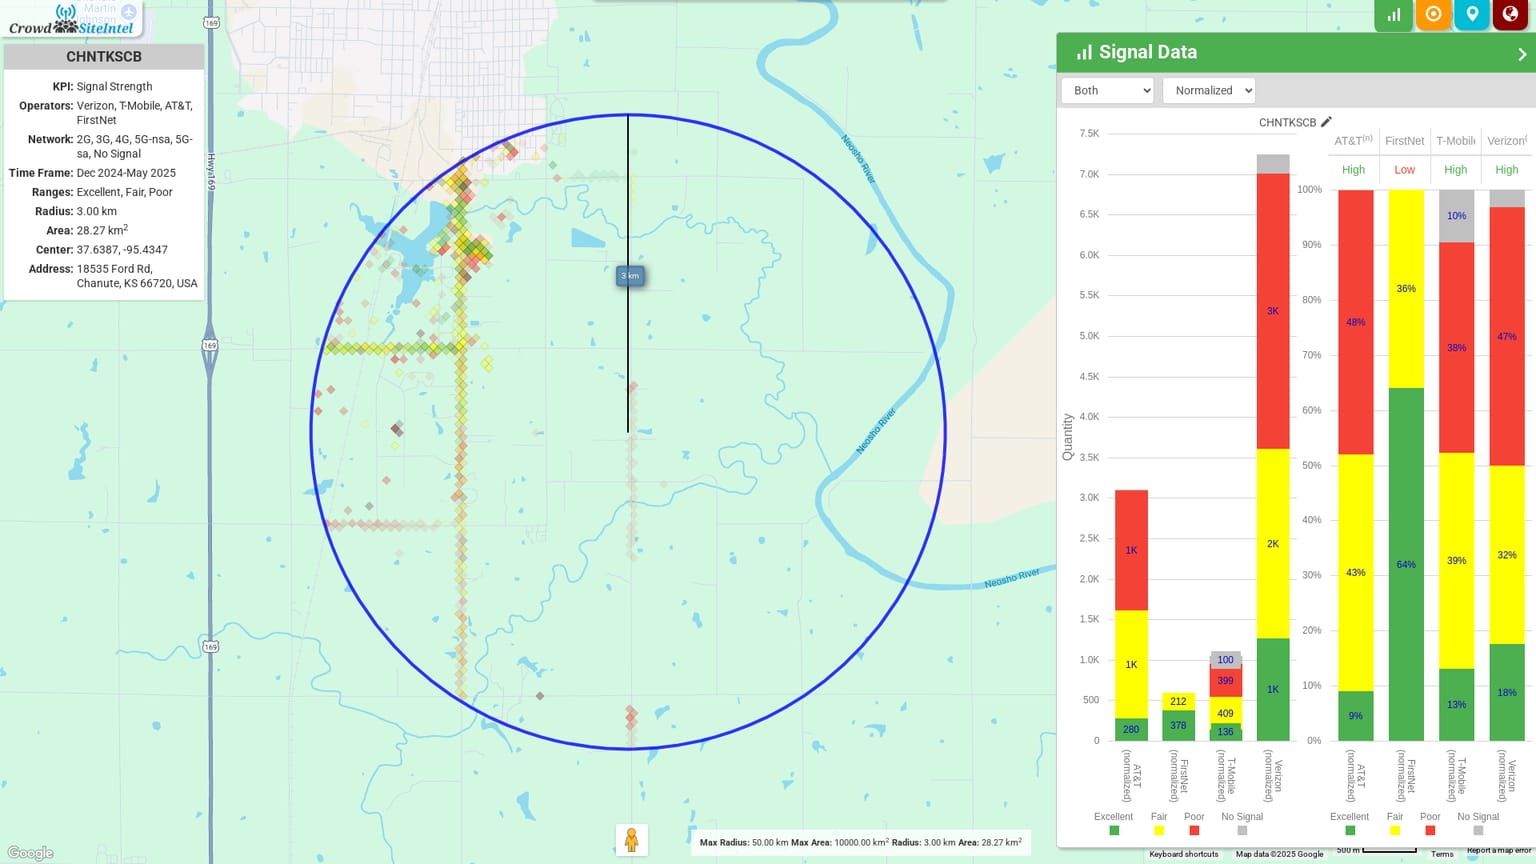 Martin
Johnson
Crowd SiteIntel
CHNTKSCB
KPI: Signal Strength
Operators: Verizon, T-Mobile, AT&T,
FirstNet
Network: 2G, 3G, 4G, 5G-nsa, 5G-
sa, No Signal
Time Frame: Dec 2024-May 2025
Ranges: Excellent, Fair, Poor
Radius: 3.00 km
Area: 28.27 km²
Center: 37.6387, -95.4347
Address: 18535 Ford Rd,
Chanute, KS 66720, USA
169
Hwy 169
169
169
3 km
Neosho River
Neosho River
Neosho River
Google
Max Radius: 50.00 km Max Area: 10000.00 km² Radius: 3.00 km Area: 28.27 km²
Signal Data
Both
Normalized
CHNTKSCB
7.5K
7.0K
6.5K
6.0K
5.5K
5.0K
4.5K
4.0K
3.5K
3.0K
2.5K
2.0K
1.5K
1.0K
500
0
Quantity
1K
1K
280
212
378
100
399
409
136
3K
2K
1K
AT&T (normalized)
FirstNet (normalized)
T-Mobile (normalized)
Verizon (normalized)
Excellent Fair Poor No Signal
AT&T(n) FirstNet T-Mobile Verizon(
High Low High High
100%
90%
80%
70%
60%
50%
40%
30%
20%
10%
0%
48%
43%
9%
36%
64%
10%
38%
39%
13%
47%
32%
18%
AT&T (normalized)
FirstNet (normalized)
T-Mobile (normalized)
Verizon (normalized)
Excellent Fair Poor No Signal
Keyboard shortcuts Map data ©2025 Google 500 m Terms Report a map error